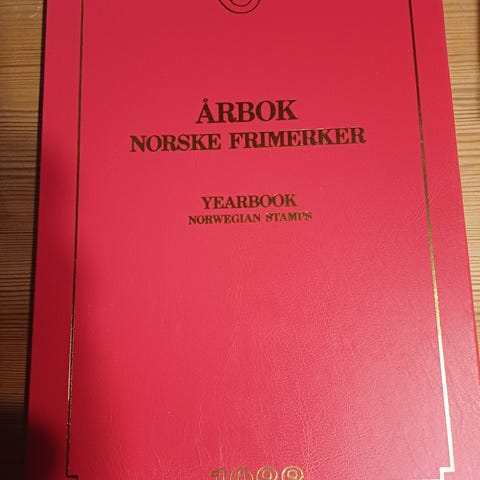 ÅRBOK
NORSKE FRIMERKER
YEARBOOK
NORWEGIAN STAMPS